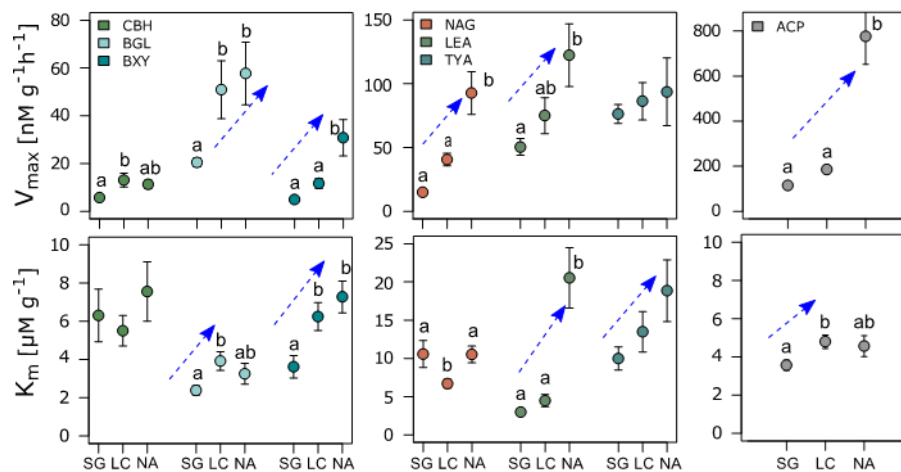 V_max [nM g⁻¹h⁻¹]
80
60
40
20
0
CBH
BGL
BXY
a
b
ab
a
b
b
a
a
b
150
100
50
0
NAG
LEA
TYA
a
a
b
a
ab
b
800
600
400
200
0
ACP
a
a
b
K_m [µM g⁻¹]
10
8
6
4
2
0
a
b
ab
a
b
b
25
20
15
10
5
0
a
b
a
a
a
b
10
8
6
4
2
0
a
b
ab
SG LC NA SG LC NA SG LC NA
SG LC NA SG LC NA SG LC NA
SG LC NA